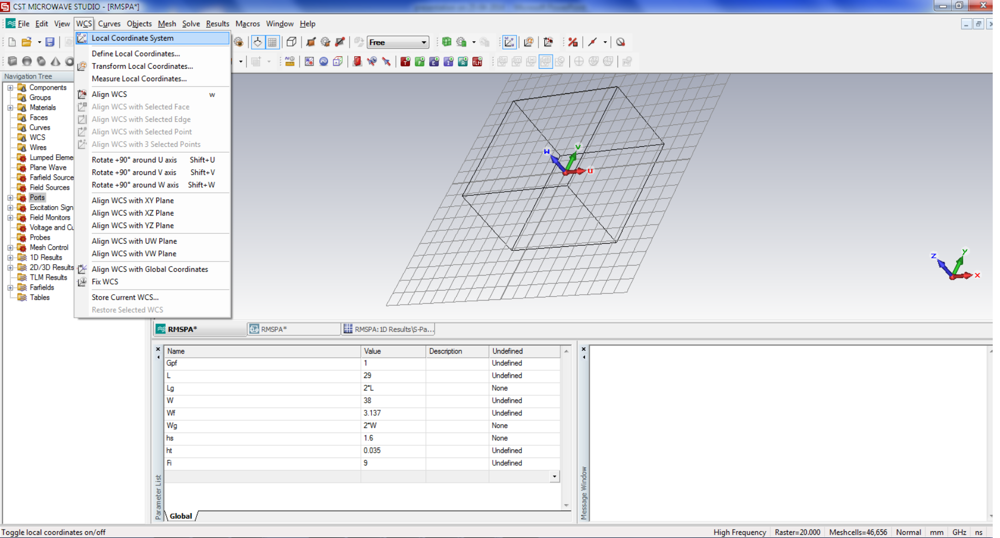 CST MICROWAVE STUDIO - [RMSPA*]
File Edit View WCS Curves Objects Mesh Solve Results Macros Window Help
Local Coordinate System
Free
Define Local Coordinates...
Transform Local Coordinates...
Measure Local Coordinates...
Align WCS w
Align WCS with Selected Face
Align WCS with Selected Edge
Align WCS with Selected Point
Align WCS with 3 Selected Points
Rotate +90° around U axis Shift+U
Rotate +90° around V axis Shift+V
Rotate +90° around W axis Shift+W
Align WCS with XY Plane
Align WCS with XZ Plane
Align WCS with YZ Plane
Align WCS with UW Plane
Align WCS with VW Plane
Align WCS with Global Coordinates
Fix WCS
Store Current WCS...
Restore Selected WCS
Navigation Tree
Components
Groups
Materials
Faces
Curves
WCS
Wires
Lumped Eleme
Plane Wave
Farfield Source
Field Sources
Ports
Excitation Sign
Field Monitors
Voltage and Cu
Probes
Mesh Control
1D Results
2D/3D Results
TLM Results
Farfields
Tables
T F E I A TLM
W V U
Z Y X
RMSPA* RMSPA* RMSPA: 1D Results\S-Pa...
Name Value Description Undefined
Gpf 1 Undefined
L 29 Undefined
Lg 2*L None
W 38 Undefined
Wf 3.137 Undefined
Wg 2*W None
hs 1.6 None
ht 0.035 Undefined
Fi 9 Undefined
Parameter List
Global
Message Window
Toggle local coordinates on/off
High Frequency Raster=20.000 Meshcells=46,656 Normal mm GHz ns